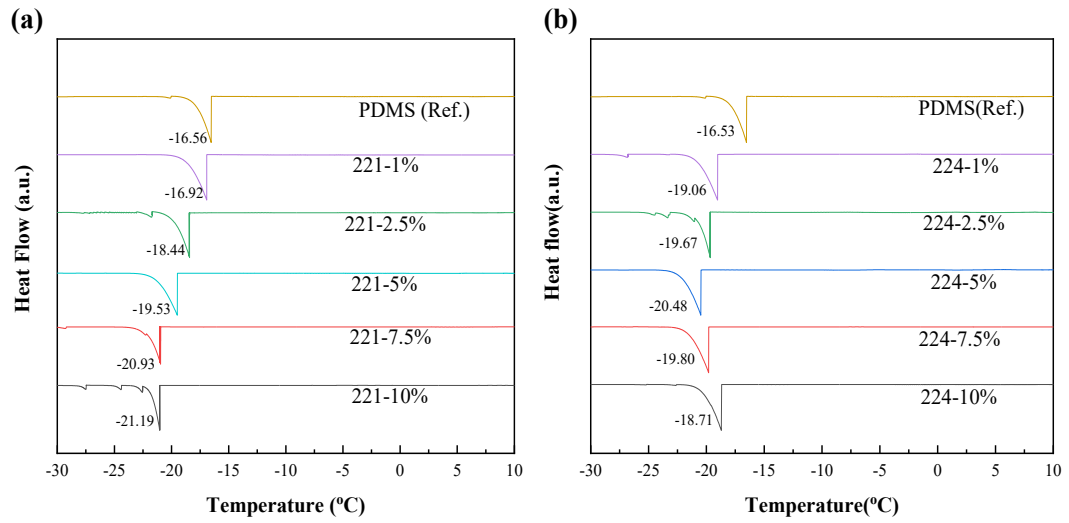 (a)
Heat Flow (a.u.)
PDMS (Ref.)
-16.56
221-1%
-16.92
221-2.5%
-18.44
221-5%
-19.53
221-7.5%
-20.93
221-10%
-21.19
-30 -25 -20 -15 -10 -5 0 5 10
Temperature (ºC)
(b)
Heat flow(a.u.)
PDMS(Ref.)
-16.53
224-1%
-19.06
224-2.5%
-19.67
224-5%
-20.48
224-7.5%
-19.80
224-10%
-18.71
-30 -25 -20 -15 -10 -5 0 5 10
Temperature(ºC)